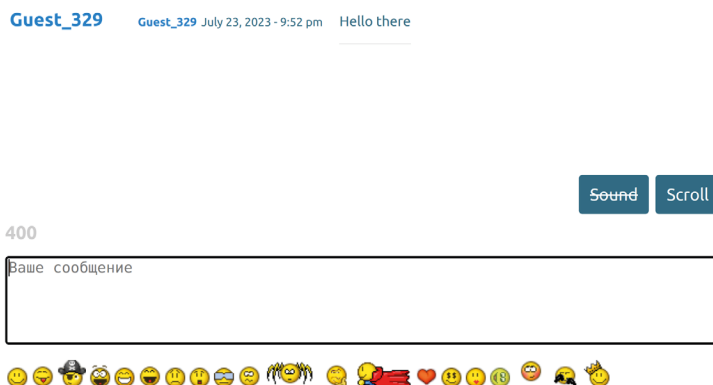 Guest_329 Guest_329 July 23, 2023 - 9:52 pm Hello there
Sound Scroll
400
Ваше сообщение